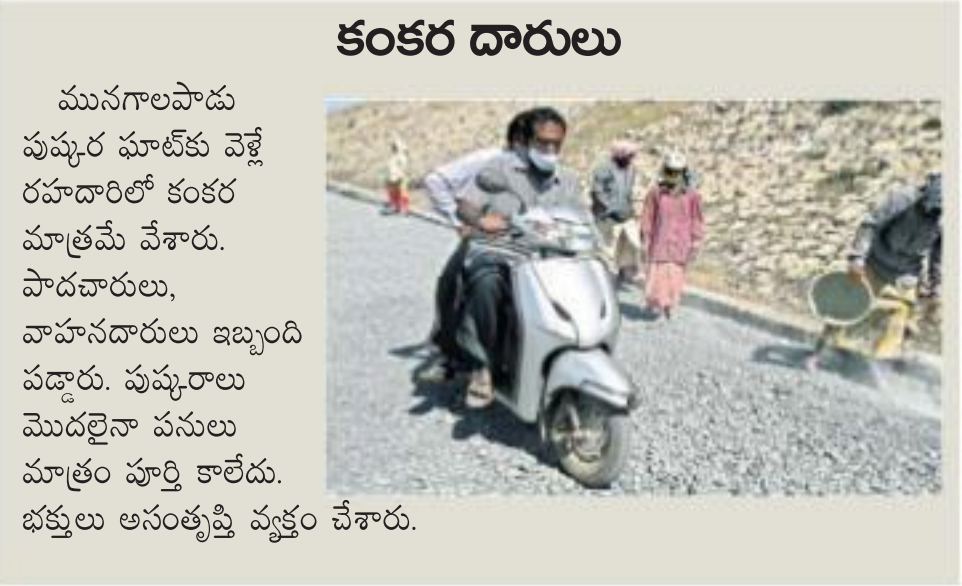 కంకర దారులు
మునగాలపాడు
పుష్కర ఘాట్‌కు వెళ్లే
రహదారిలో కంకర
మాత్రమే వేశారు.
పాదచారులు,
వాహనదారులు ఇబ్బంది
పడ్డారు. పుష్కరాలు
మొదలైనా పనులు
మాత్రం పూర్తి కాలేదు.
భక్తులు అసంతృప్తి వ్యక్తం చేశారు.